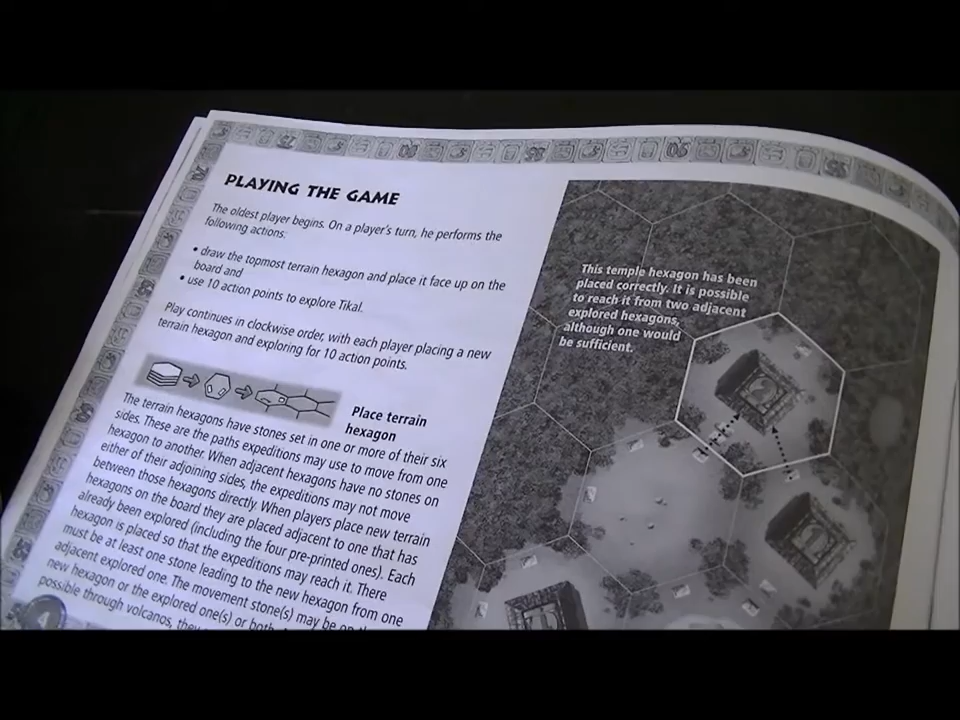 PLAYING THE GAME
The oldest player begins. On a player's turn, he performs the
following actions:
• draw the topmost terrain hexagon and place it face up on the
board and
• use 10 action points to explore Tikal.
Play continues in clockwise order, with each player placing a new
terrain hexagon and exploring for 10 action points.
Place terrain
hexagon
The terrain hexagons have stones set in one or more of their six
sides. These are the paths expeditions may use to move from one
hexagon to another. When adjacent hexagons have no stones on
either of their adjoining sides, the expeditions may not move
between those hexagons directly. When players place new terrain
hexagons on the board they are placed adjacent to one that has
already been explored (including the four pre-printed ones). Each
hexagon is placed so that the expeditions may reach it. There
must be at least one stone leading to the new hexagon from one
adjacent explored one. The movement stone(s) may be on the
new hexagon or the explored one(s) or both.
possible through volcanos, they
4
This temple hexagon has been
placed correctly. It is possible
to reach it from two adjacent
explored hexagons,
although one would
be sufficient.